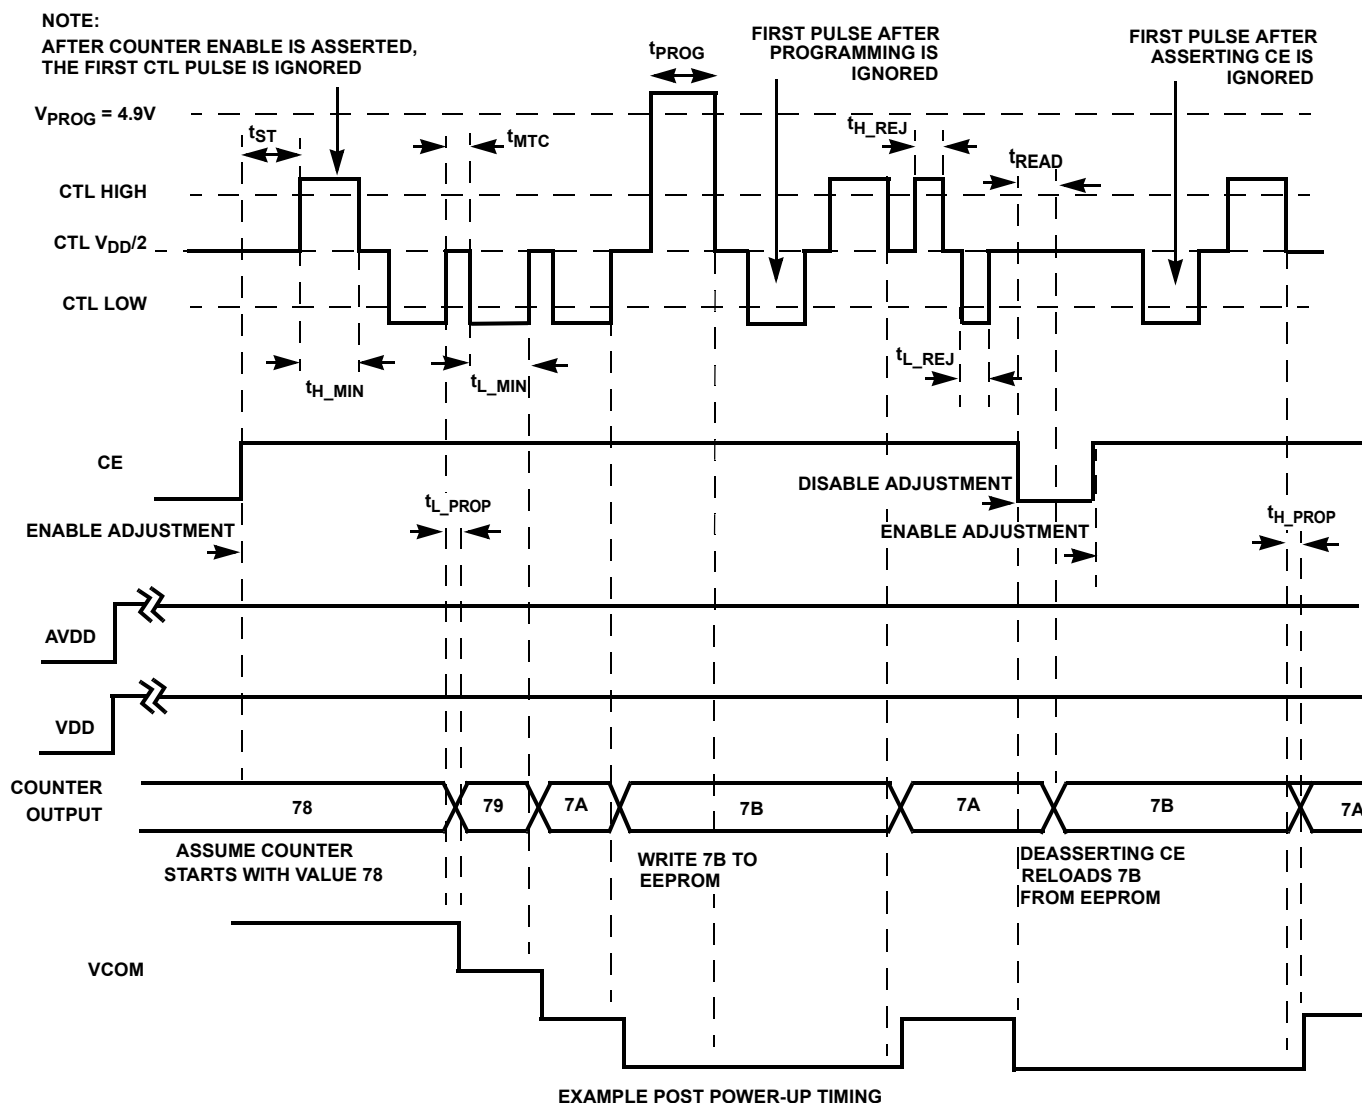 NOTE:
AFTER COUNTER ENABLE IS ASSERTED,
THE FIRST CTL PULSE IS IGNORED
tPROG
FIRST PULSE AFTER
PROGRAMMING IS
IGNORED
FIRST PULSE AFTER
ASSERTING CE IS
IGNORED
VPROG = 4.9V
tST
tMTC
tH_REJ
tREAD
CTL HIGH
CTL VDD/2
CTL LOW
tH_MIN
tL_MIN
tL_REJ
CE
DISABLE ADJUSTMENT
tL_PROP
tH_PROP
ENABLE ADJUSTMENT
ENABLE ADJUSTMENT
AVDD
VDD
COUNTER
OUTPUT
78
79
7A
7B
7A
7B
7A
ASSUME COUNTER
STARTS WITH VALUE 78
WRITE 7B TO
EEPROM
DEASSERTING CE
RELOADS 7B
FROM EEPROM
VCOM
EXAMPLE POST POWER-UP TIMING